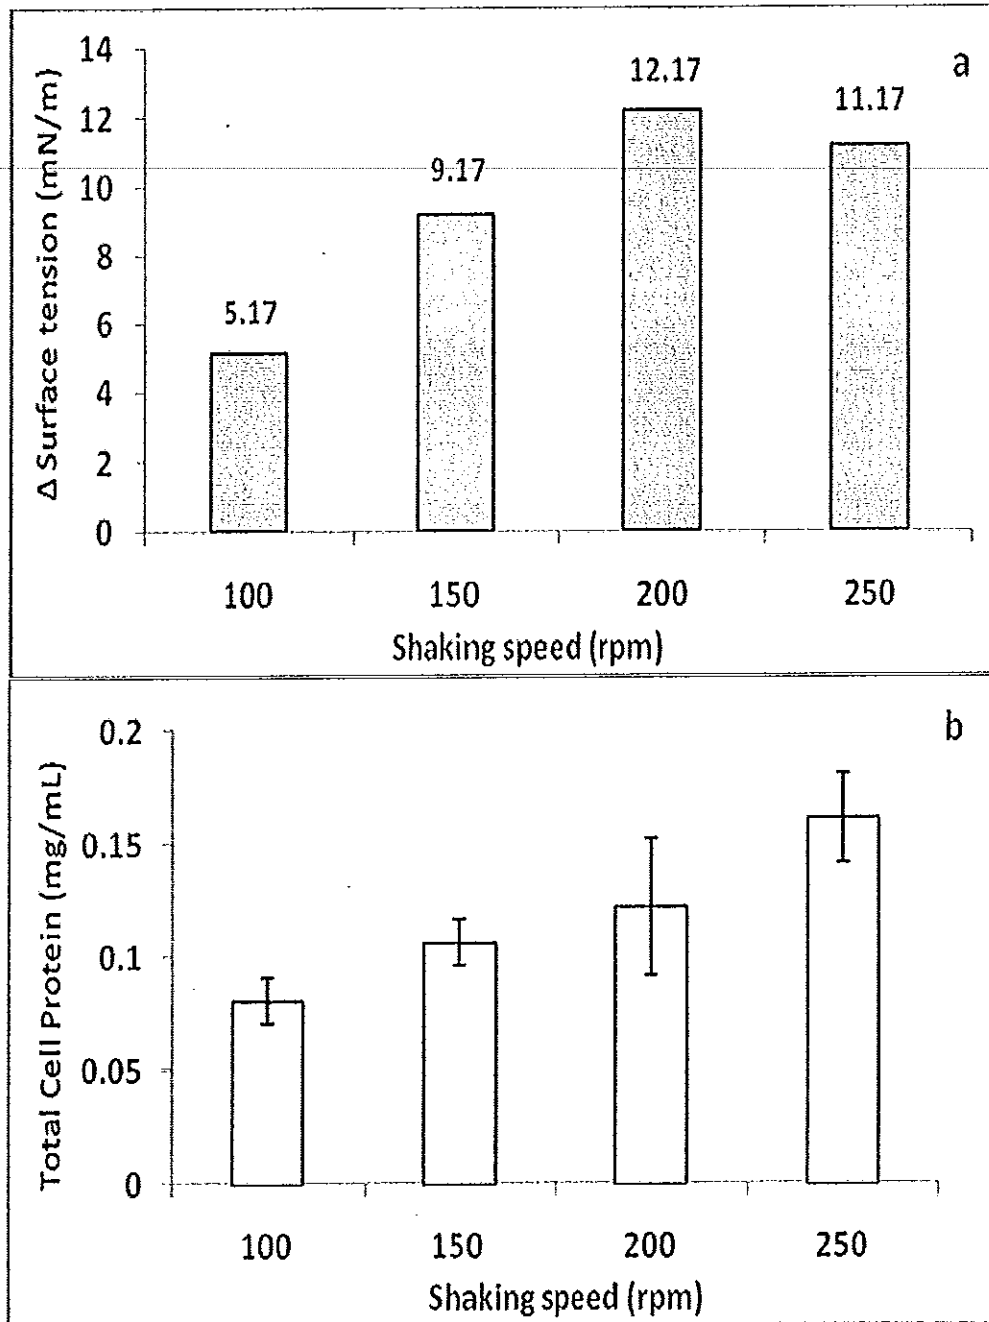 a
Δ Surface tension (mN/m)
14
12
10
8
6
4
2
0
5.17
9.17
12.17
11.17
100 150 200 250
Shaking speed (rpm)
b
Total Cell Protein (mg/mL)
0.2
0.15
0.1
0.05
0
100 150 200 250
Shaking speed (rpm)